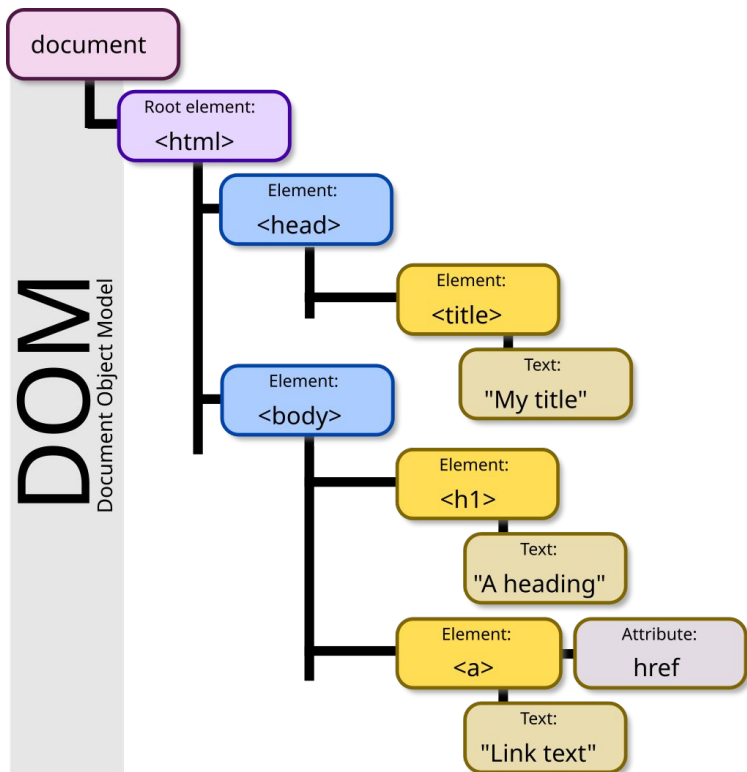 document
Root element:
<html>
Element:
<head>
Element:
<title>
Text:
"My title"
Element:
<body>
Element:
<h1>
Text:
"A heading"
Element:
<a>
Attribute:
href
Text:
"Link text"
DOM
Document Object Model